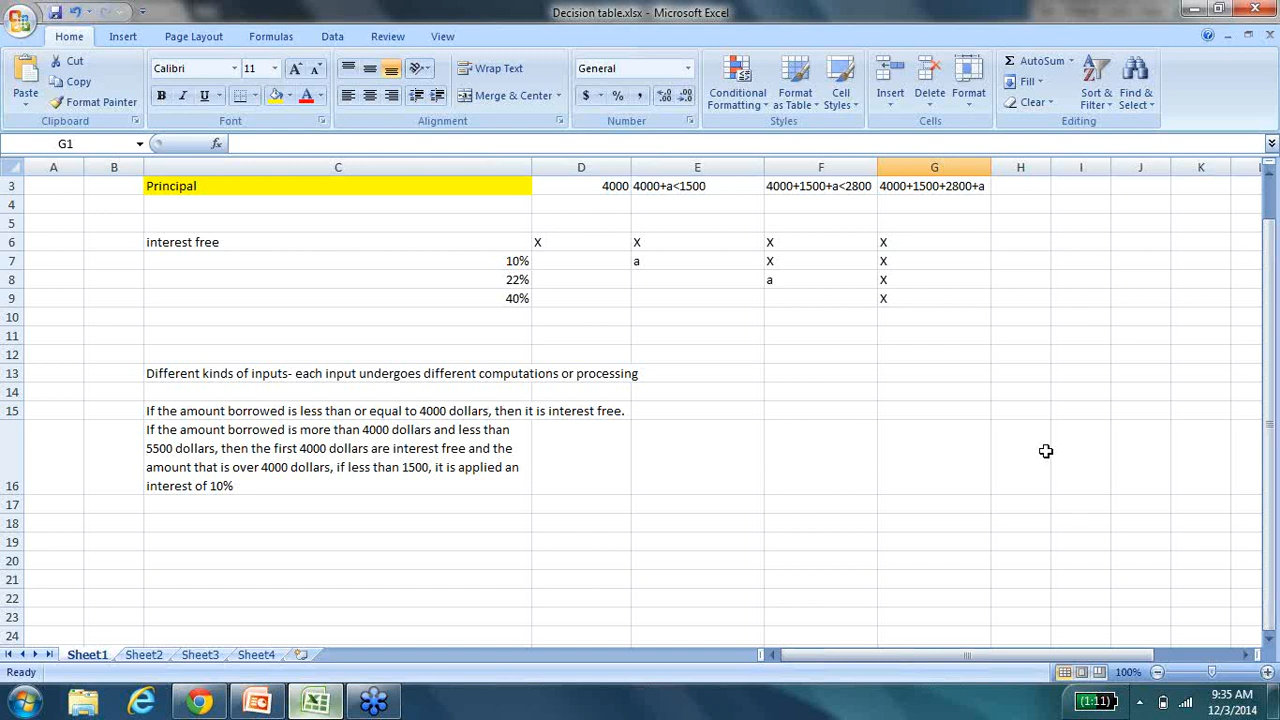 Decision table.xlsx - Microsoft Excel
Home Insert Page Layout Formulas Data Review View
Paste
Cut
Copy
Format Painter
Clipboard
Calibri 11
B I U
Font
Wrap Text
Merge & Center
Alignment
General
$ % ,
Number
Conditional Formatting
Format as Table
Cell Styles
Styles
Insert Delete Format
Cells
AutoSum
Fill
Clear
Sort & Filter
Find & Select
Editing
G1 fx
A B C D E F G H I J K
3 Principal 4000 4000+a<1500 4000+1500+a<2800 4000+1500+2800+a
4
5
6 interest free X X X X
7 10% a X X
8 22% a X
9 40% X
10
11
12
13 Different kinds of inputs- each input undergoes different computations or processing
14
15 If the amount borrowed is less than or equal to 4000 dollars, then it is interest free.
If the amount borrowed is more than 4000 dollars and less than
5500 dollars, then the first 4000 dollars are interest free and the
amount that is over 4000 dollars, if less than 1500, it is applied an
16 interest of 10%
17
18
19
20
21
22
23
24
Sheet1 Sheet2 Sheet3 Sheet4
Ready 100%
(1:11) 9:35 AM
12/3/2014